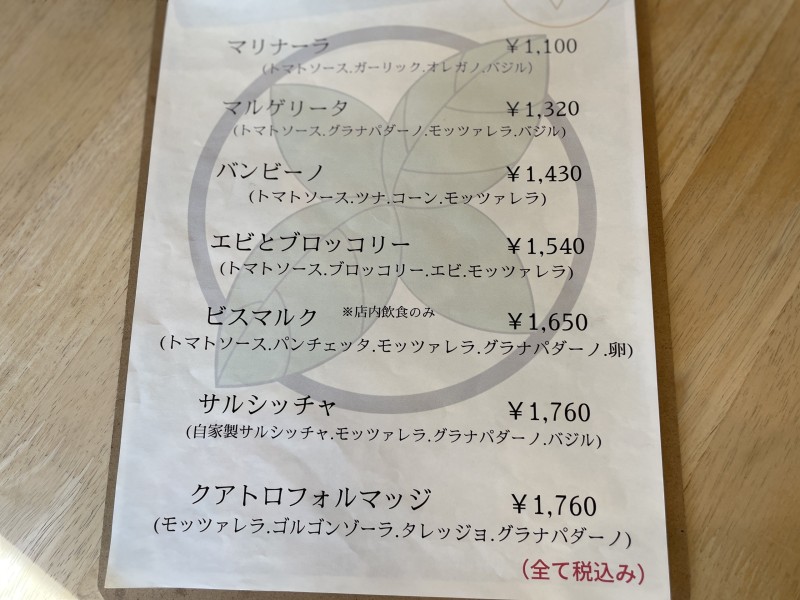 マリナーラ ¥1,100
(トマトソース.ガーリック.オレガノ.バジル)
マルゲリータ ¥1,320
(トマトソース.グラナパダーノ.モッツァレラ.バジル)
バンビーノ ¥1,430
(トマトソース.ツナ.コーン.モッツァレラ)
エビとブロッコリー ¥1,540
(トマトソース.ブロッコリー.エビ.モッツァレラ)
ビスマルク ※店内飲食のみ ¥1,650
(トマトソース.パンチェッタ.モッツァレラ.グラナパダーノ.卵)
サルシッチャ ¥1,760
(自家製サルシッチャ.モッツァレラ.グラナパダーノ.バジル)
クアトロフォルマッジ ¥1,760
(モッツァレラ.ゴルゴンゾーラ.タレッジョ.グラナパダーノ)
(全て税込み)